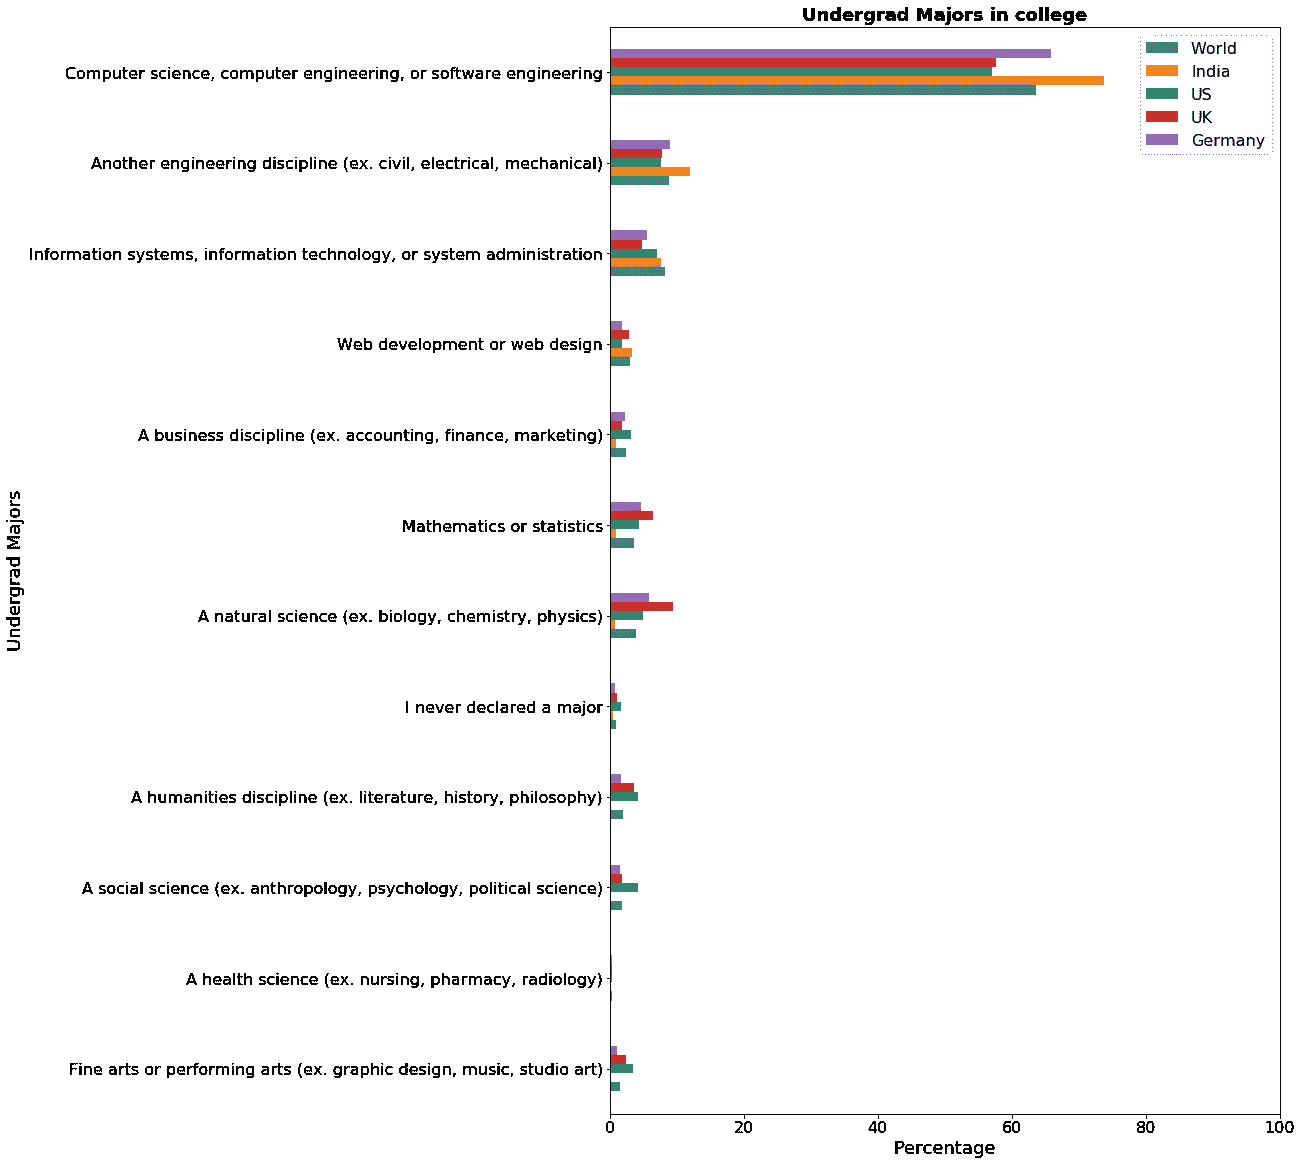 Undergrad Majors in college
World
India
US
UK
Germany
Computer science, computer engineering, or software engineering
Another engineering discipline (ex. civil, electrical, mechanical)
Information systems, information technology, or system administration
Web development or web design
A business discipline (ex. accounting, finance, marketing)
Mathematics or statistics
A natural science (ex. biology, chemistry, physics)
I never declared a major
A humanities discipline (ex. literature, history, philosophy)
A social science (ex. anthropology, psychology, political science)
A health science (ex. nursing, pharmacy, radiology)
Fine arts or performing arts (ex. graphic design, music, studio art)
Undergrad Majors
0 20 40 60 80 100
Percentage